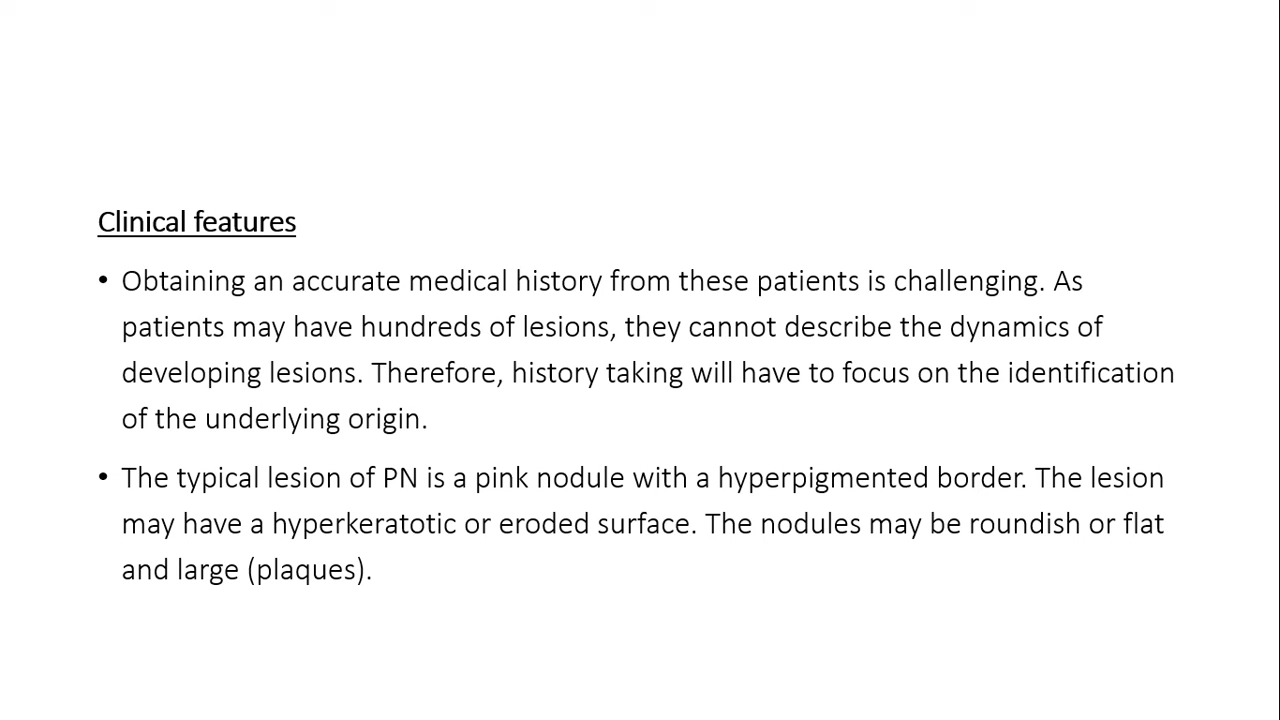 Clinical features
• Obtaining an accurate medical history from these patients is challenging. As
patients may have hundreds of lesions, they cannot describe the dynamics of
developing lesions. Therefore, history taking will have to focus on the identification
of the underlying origin.
• The typical lesion of PN is a pink nodule with a hyperpigmented border. The lesion
may have a hyperkeratotic or eroded surface. The nodules may be roundish or flat
and large (plaques).